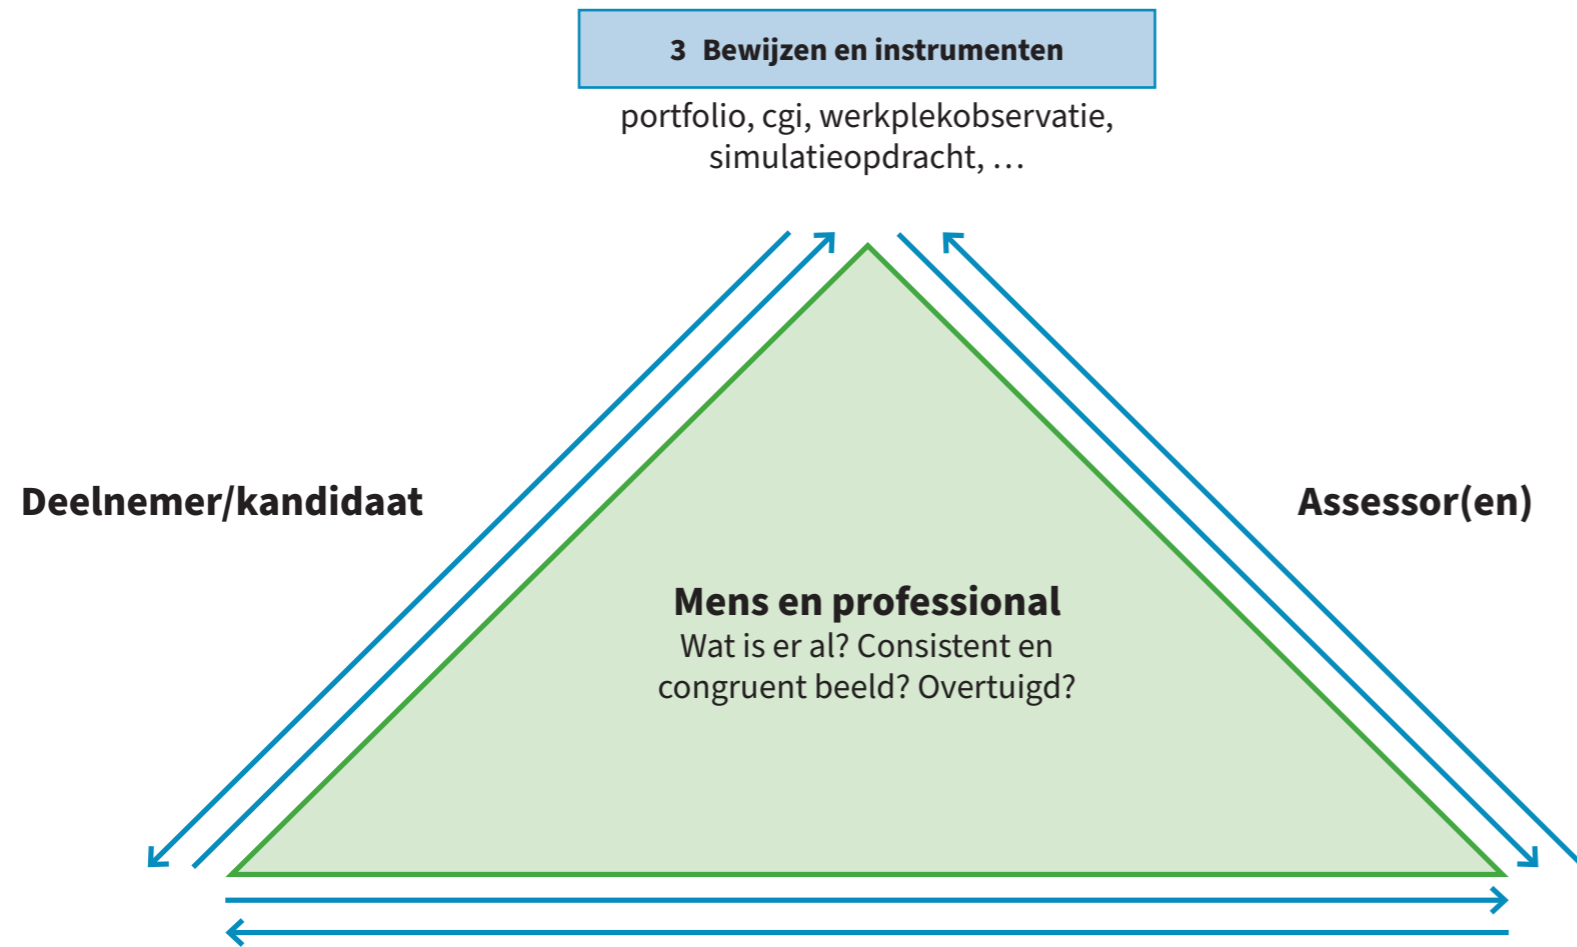 3 Bewijzen en instrumenten
portfolio, cgi, werkplekobservatie,
simulatieopdracht, …
Deelnemer/kandidaat
Assessor(en)
Mens en professional
Wat is er al? Consistent en
congruent beeld? Overtuigd?